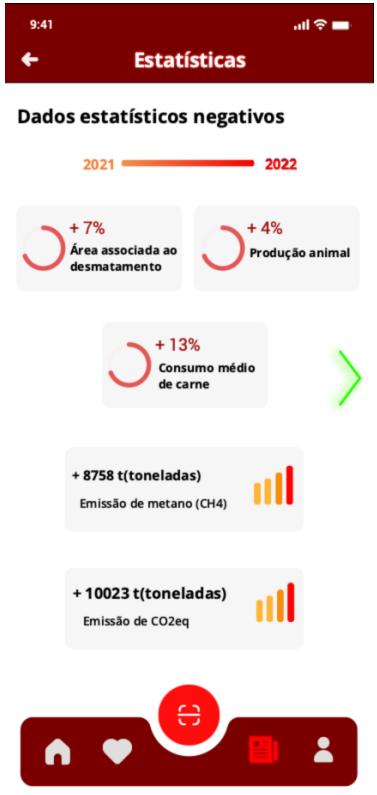 9:41
Estatísticas
Dados estatísticos negativos
2021 2022
+ 7%
Área associada ao
desmatamento
+ 4%
Produção animal
+ 13%
Consumo médio
de carne
+ 8758 t(toneladas)
Emissão de metano (CH4)
+ 10023 t(toneladas)
Emissão de CO2eq